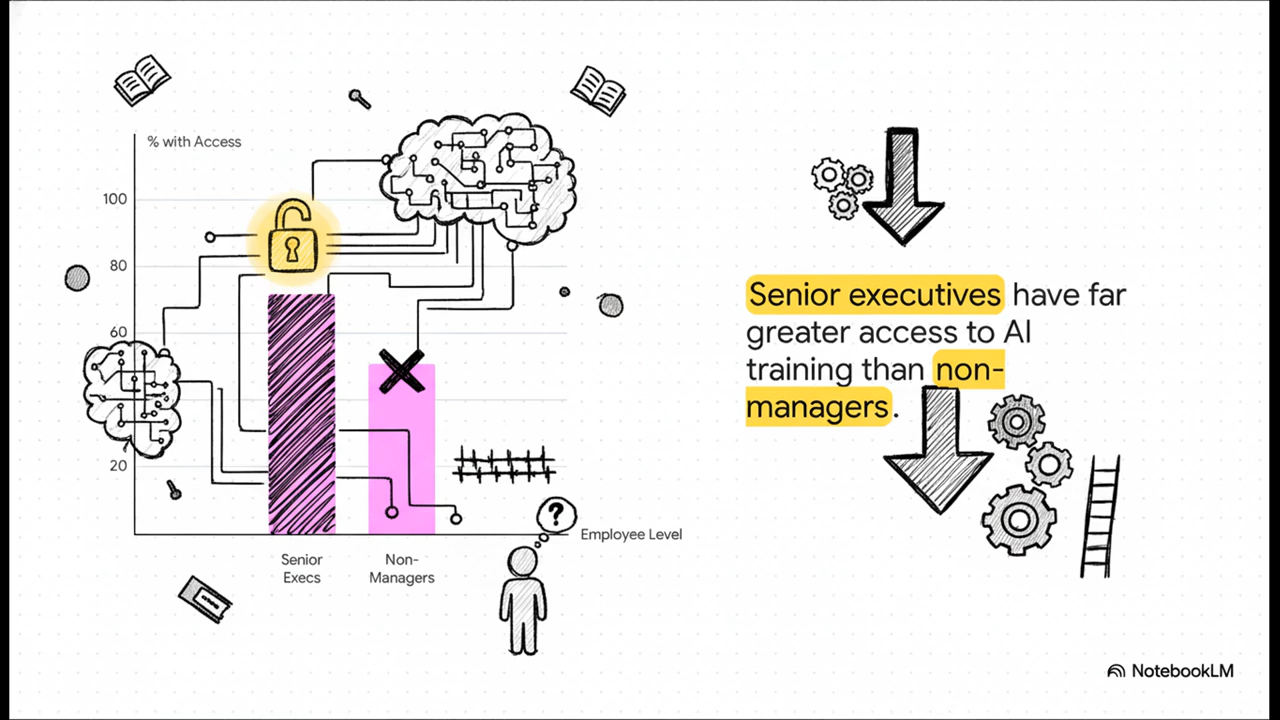 % with Access
100
80
60
20
Senior
Execs
Non-
Managers
Employee Level
?
Senior executives have far
greater access to AI
training than non-
managers.
NotebookLM